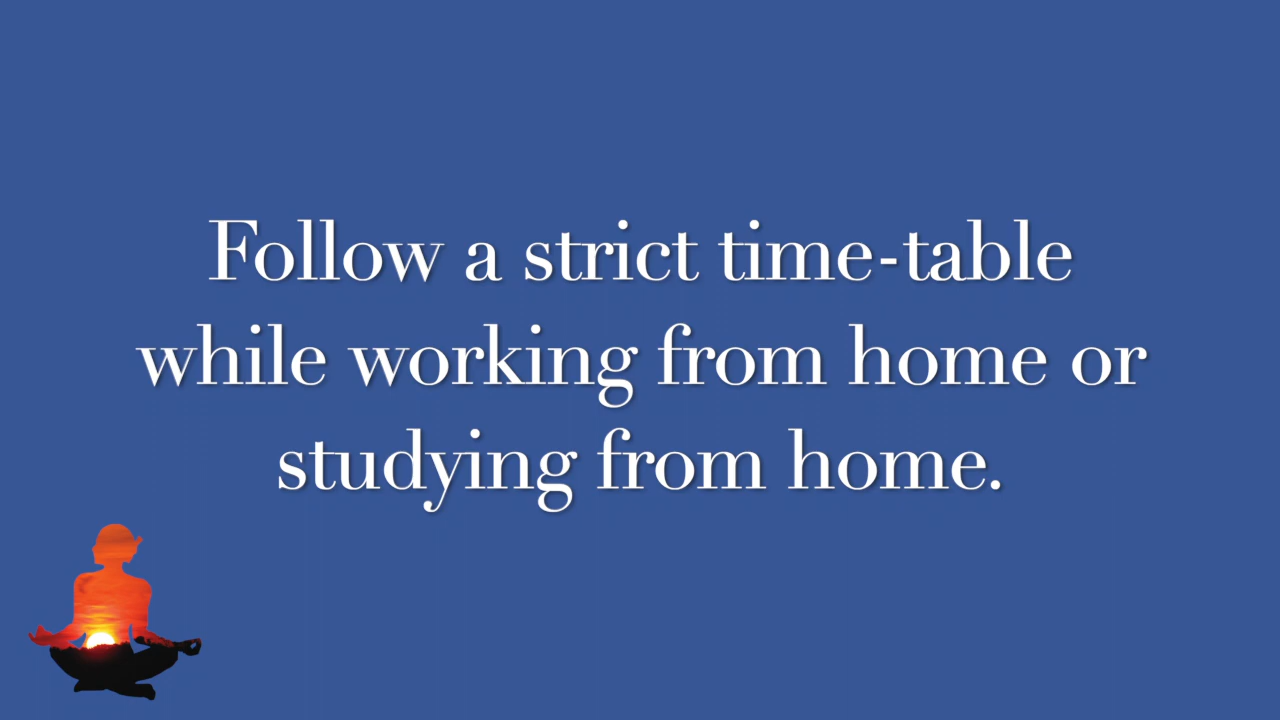 Follow a strict time-table
while working from home or
studying from home.